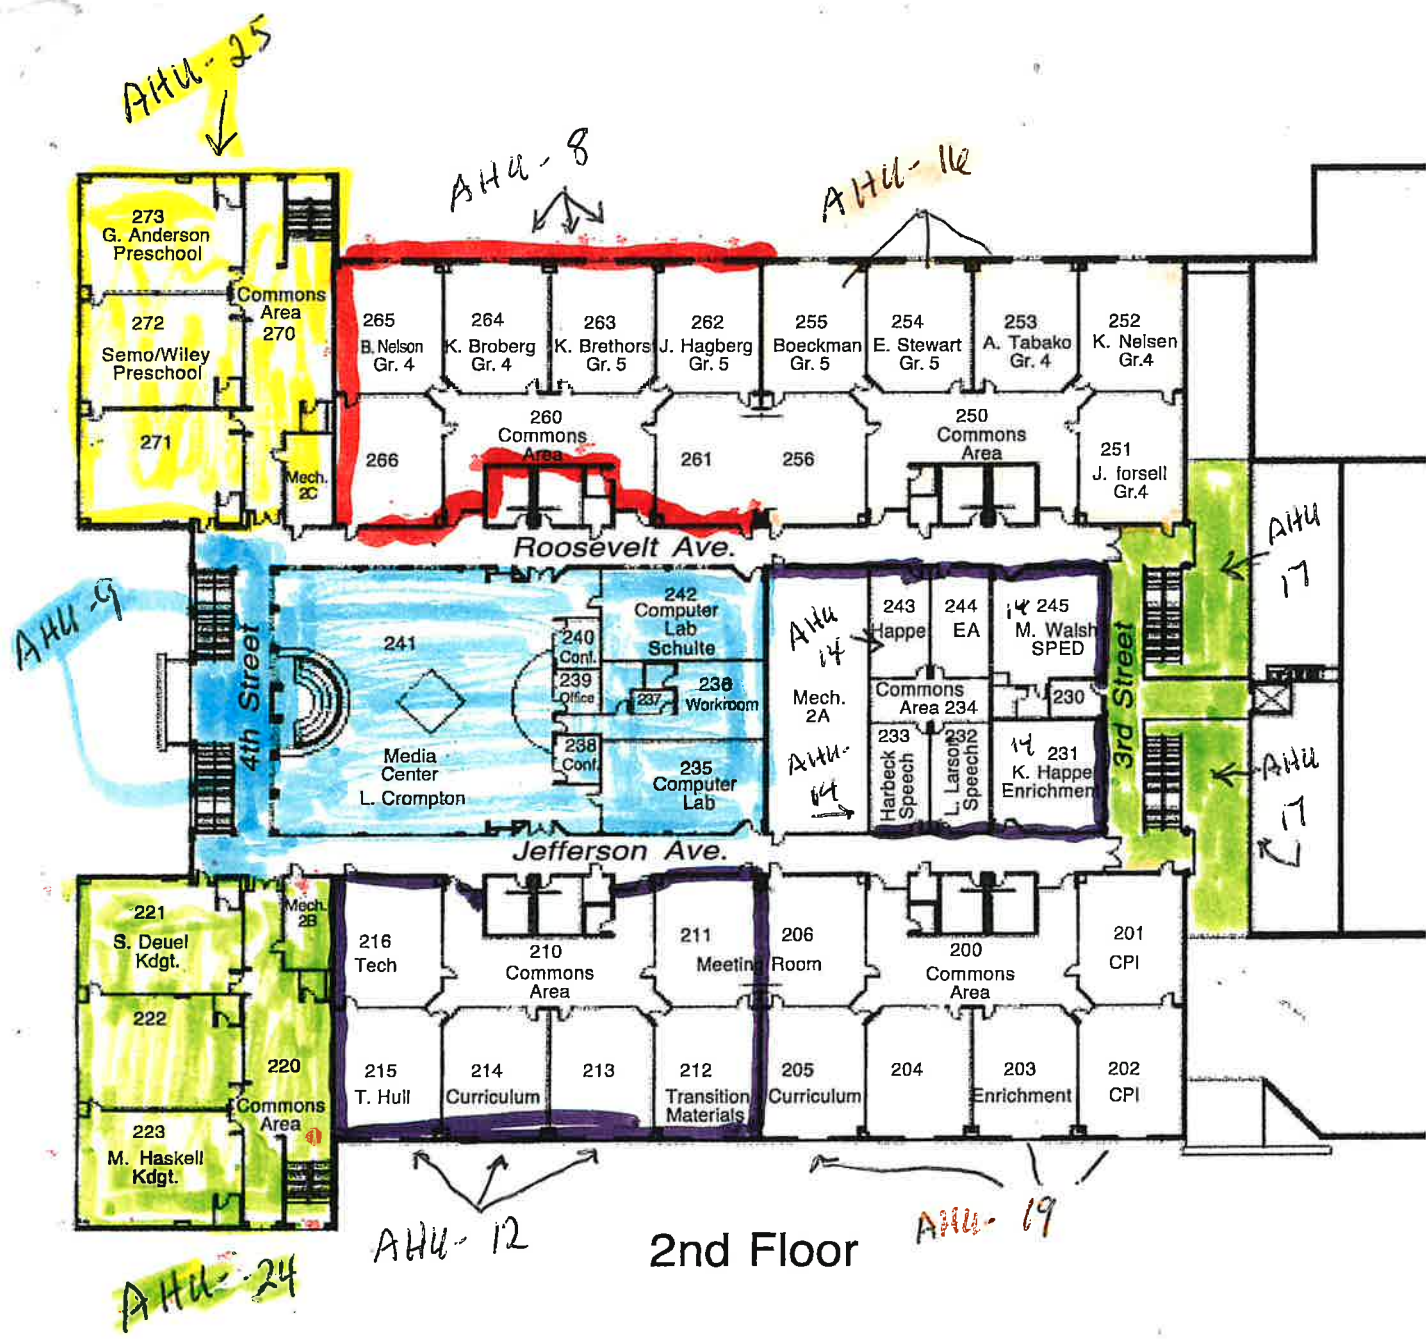 AHU-25
AHU-8
AHU-16
273
G. Anderson
Preschool
272
Semo/Wiley
Preschool
271
Commons
Area
270
Mech.
2C
265
B. Nelson
Gr. 4
264
K. Broberg
Gr. 4
263
K. Brethors
Gr. 5
262
J. Hagberg
Gr. 5
255
Boeckman
Gr. 5
254
E. Stewart
Gr. 5
253
A. Tabako
Gr. 4
252
K. Nelsen
Gr.4
266
260
Commons
Area
261
256
250
Commons
Area
251
J. forsell
Gr.4
Roosevelt Ave.
AHU
17
AHU-9
4th Street
241
Media
Center
L. Crompton
240
Conf.
239
Office
238
Conf.
242
Computer
Lab
Schulte
237
236
Workroom
235
Computer
Lab
AHU
14
Mech.
2A
AHU-
14
243
Happe
244
EA
14 245
M. Walsh
SPED
Commons
Area 234
230
233
Harbeck
Speech
232
L. Larson
Speech
14 231
K. Happe
Enrichment
3rd Street
AHU
17
Jefferson Ave.
221
S. Deuel
Kdgt.
222
223
M. Haskell
Kdgt.
Mech.
2B
220
Commons
Area
216
Tech
210
Commons
Area
211
206
Meeting Room
200
Commons
Area
201
CPI
215
T. Hull
214
Curriculum
213
212
Transition
Materials
205
Curriculum
204
203
Enrichment
202
CPI
AHU-24
AHU-12
2nd Floor
AHU-19